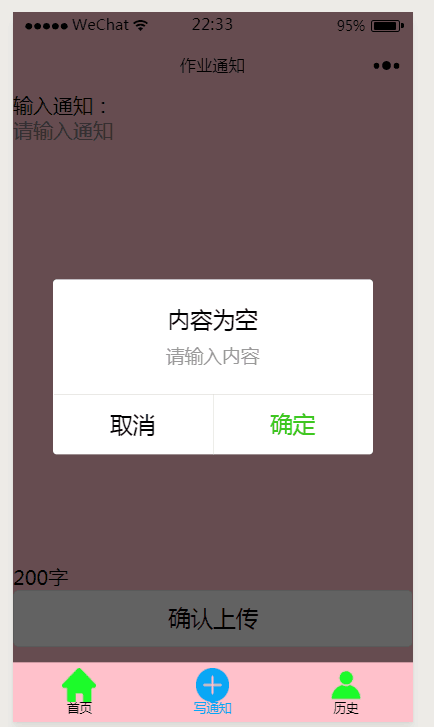 ●●●●● WeChat 22:33 95%
作业通知
输入通知：
请输入通知
内容为空
请输入内容
取消 确定
200字
确认上传
首页 写通知 历史